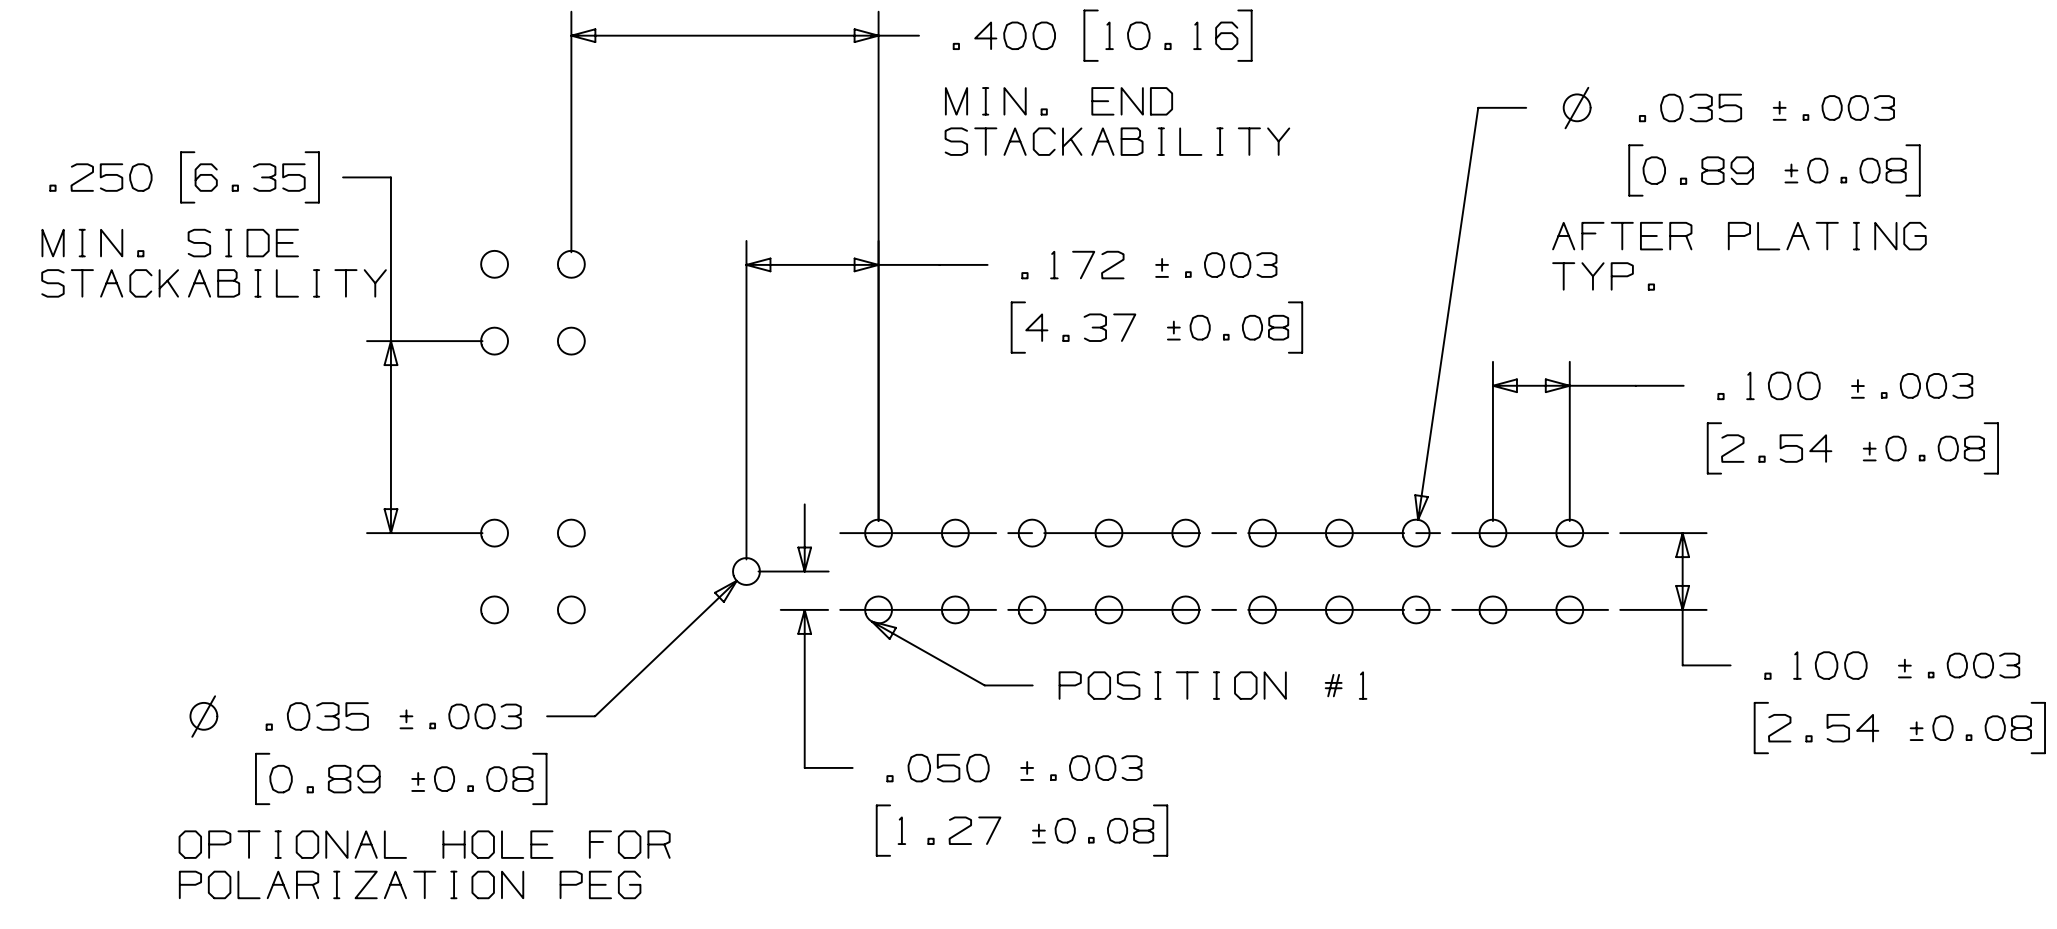 .400 [10.16]
MIN. END
STACKABILITY
⌀ .035 ±.003
[0.89 ±0.08]
AFTER PLATING
TYP.
.250 [6.35]
MIN. SIDE
STACKABILITY
.172 ±.003
[4.37 ±0.08]
.100 ±.003
[2.54 ±0.08]
POSITION #1
.100 ±.003
[2.54 ±0.08]
⌀ .035 ±.003
[0.89 ±0.08]
OPTIONAL HOLE FOR
POLARIZATION PEG
.050 ±.003
[1.27 ±0.08]